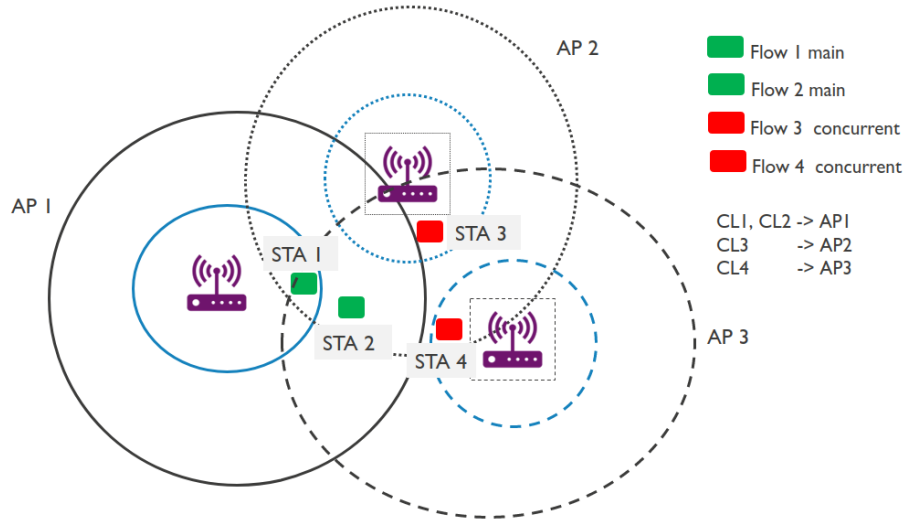 AP 2
Flow 1 main
Flow 2 main
Flow 3 concurrent
Flow 4 concurrent
AP 1
STA 3
CL1, CL2 -> AP1
CL3 -> AP2
CL4 -> AP3
STA 1
STA 2
STA 4
AP 3